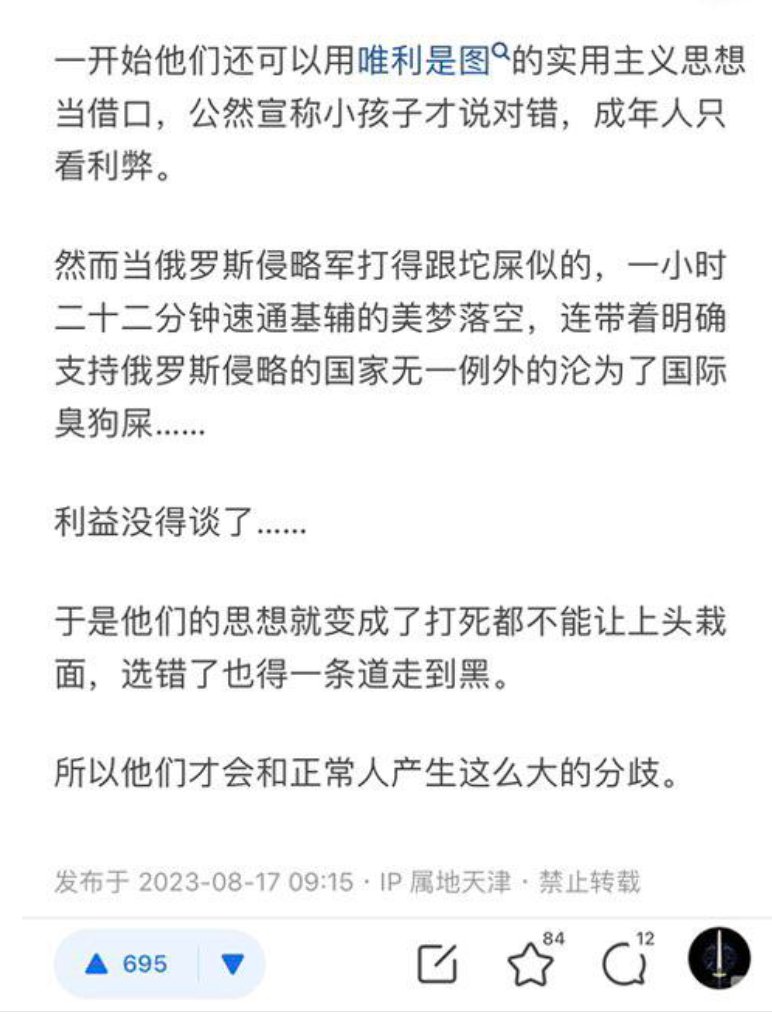 一开始他们还可以用唯利是图的实用主义思想
当借口，公然宣称小孩子才说对错，成年人只
看利弊。
然而当俄罗斯侵略军打得跟坨屎似的，一小时
二十二分钟速通基辅的美梦落空，连带着明确
支持俄罗斯侵略的国家无一例外的沦为了国际
臭狗屎……
利益没得谈了……
于是他们的思想就变成了打死都不能让上头栽
面，选错了也得一条道走到黑。
所以他们才会和正常人产生这么大的分歧。
发布于 2023-08-17 09:15 · IP 属地天津 · 禁止转载
695
84
12